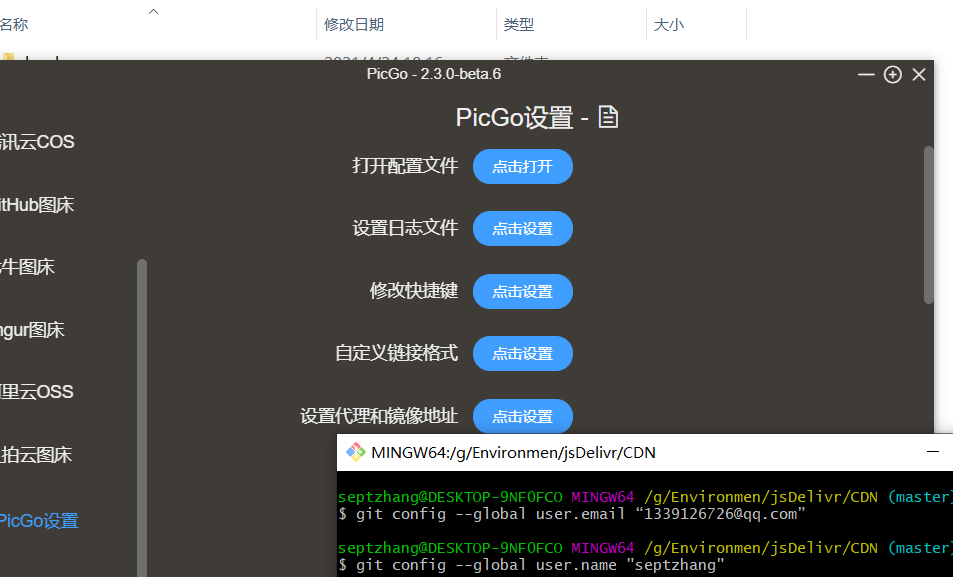 名称 修改日期 类型 大小
PicGo - 2.3.0-beta.6
PicGo设置 -
讯云COS
itHub图床
牛图床
gur图床
里云OSS
拍云图床
PicGo设置
打开配置文件 点击打开
设置日志文件 点击设置
修改快捷键 点击设置
自定义链接格式 点击设置
设置代理和镜像地址 点击设置
MINGW64:/g/Environmen/jsDelivr/CDN
septzhang@DESKTOP-9NFOFCO MINGW64 /g/Environmen/jsDelivr/CDN (master)
$ git config --global user.email “1339126726@qq.com”
septzhang@DESKTOP-9NFOFCO MINGW64 /g/Environmen/jsDelivr/CDN (master)
$ git config --global user.name "septzhang"